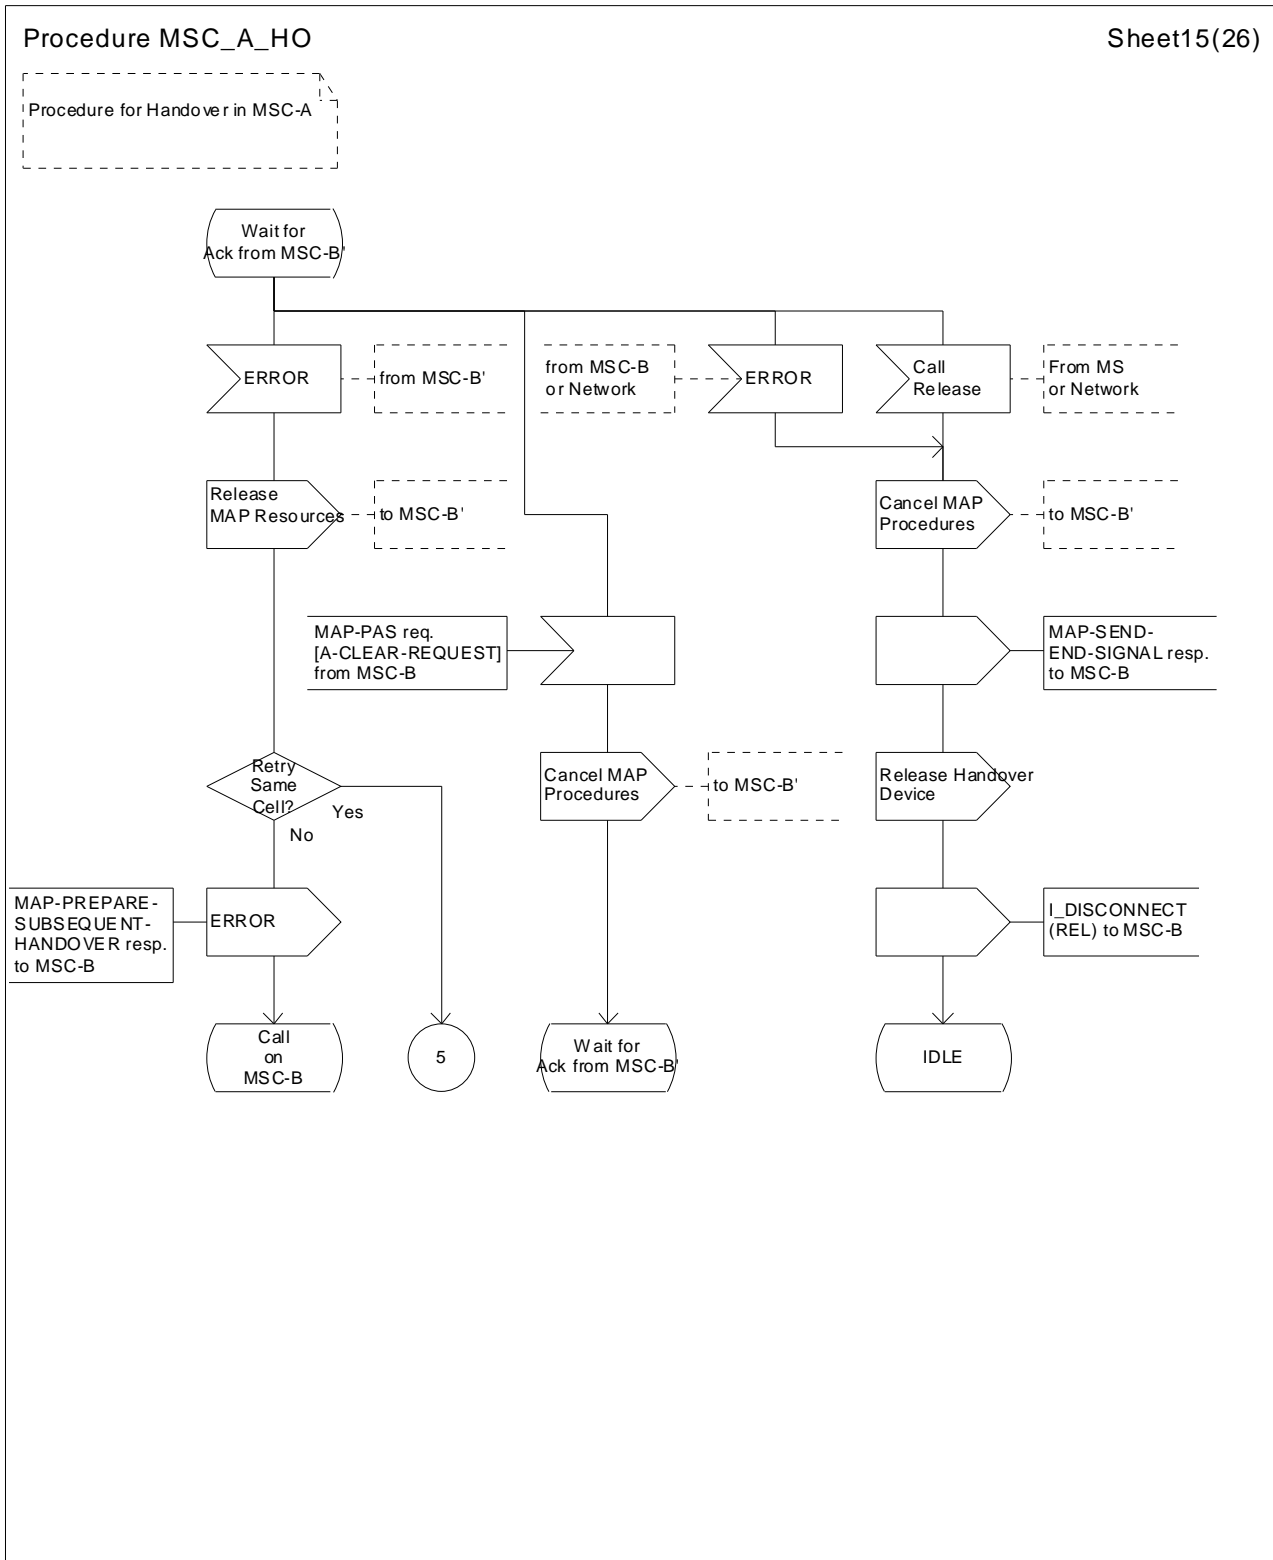 Procedure MSC_A_HO
Sheet15(26)
Procedure for Handover in MSC-A
Wait for
Ack from MSC-B'
ERROR
from MSC-B'
from MSC-B
or Network
ERROR
Call
Release
From MS
or Network
Release
MAP Resources
to MSC-B'
Cancel MAP
Procedures
to MSC-B'
MAP-PAS req.
[A-CLEAR-REQUEST]
from MSC-B
MAP-SEND-
END-SIGNAL resp.
to MSC-B
Retry
Same
Cell?
Yes
No
Cancel MAP
Procedures
to MSC-B'
Release Handover
Device
MAP-PREPARE-
SUBSEQUENT-
HANDOVER resp.
to MSC-B
ERROR
I_DISCONNECT
(REL) to MSC-B
Call
on
MSC-B
5
Wait for
Ack from MSC-B'
IDLE